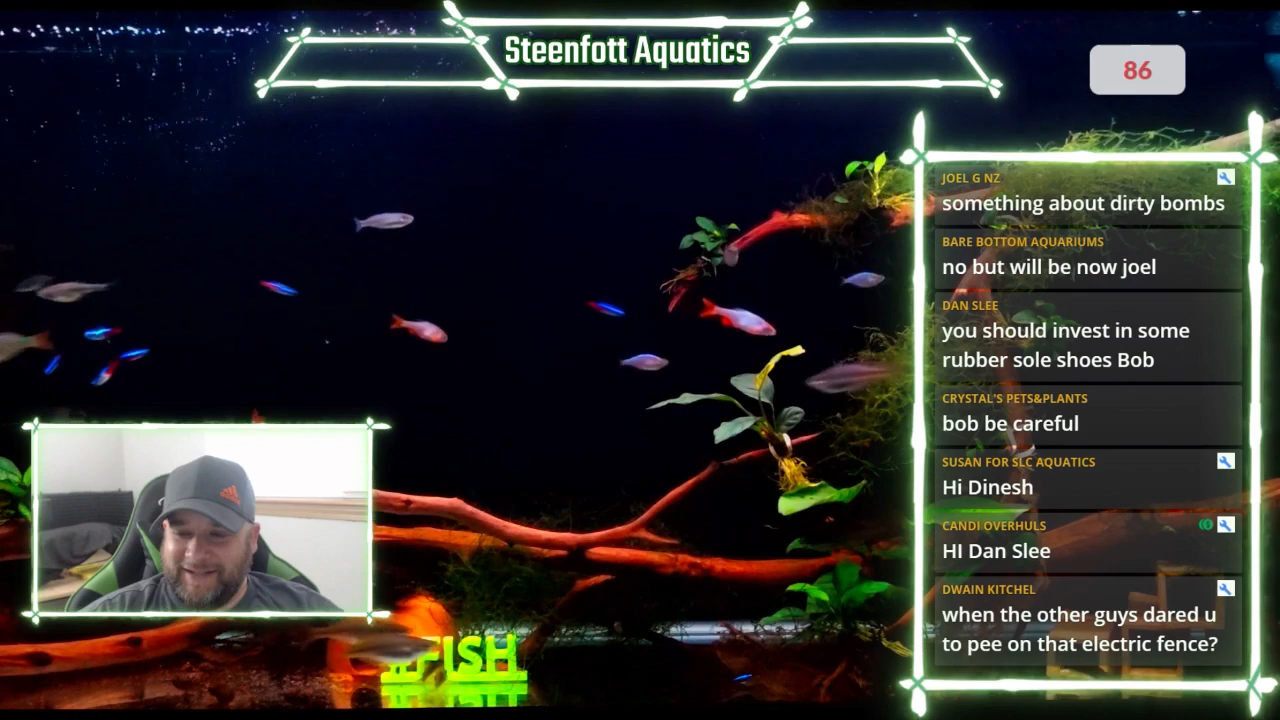 Steenfott Aquatics
86
JOEL G NZ
something about dirty bombs
BARE BOTTOM AQUARIUMS
no but will be now joel
DAN SLEE
you should invest in some
rubber sole shoes Bob
CRYSTAL'S PETS&PLANTS
bob be careful
SUSAN FOR SLC AQUATICS
Hi Dinesh
CANDI OVERHULS
HI Dan Slee
DWAIN KITCHEL
when the other guys dared u
to pee on that electric fence?
#FISH